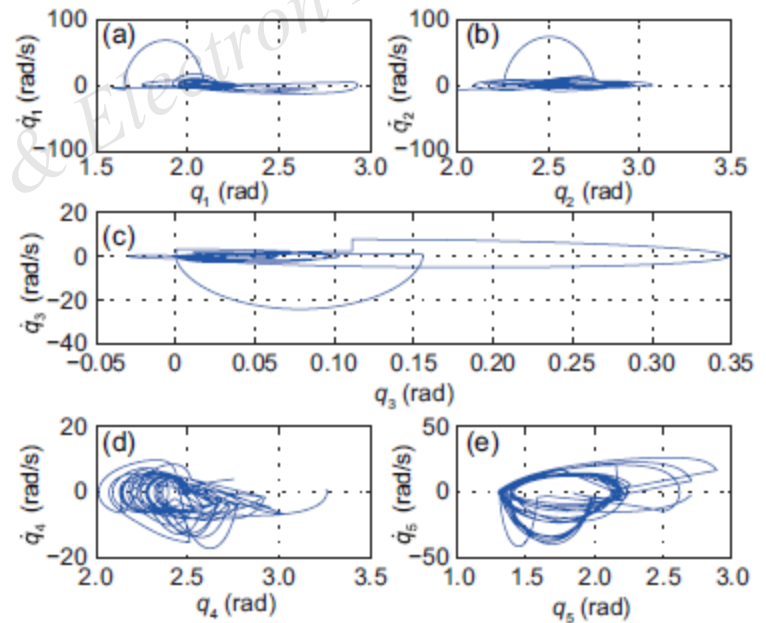 & Electron
(a)
100
0
−100
q̇1 (rad/s)
1.5 2.0 2.5 3.0
q1 (rad)
(b)
100
0
−100
q̇2 (rad/s)
2.0 2.5 3.0 3.5
q2 (rad)
(c)
20
0
−20
−40
q̇3 (rad/s)
−0.05 0 0.05 0.11 0.15 0.20 0.25 0.30 0.35
q3 (rad)
(d)
20
0
−20
q̇4 (rad/s)
2.0 2.5 3.0 3.5
q4 (rad)
(e)
50
0
−50
q̇5 (rad/s)
1.0 1.5 2.0 2.5 3.0
q5 (rad)